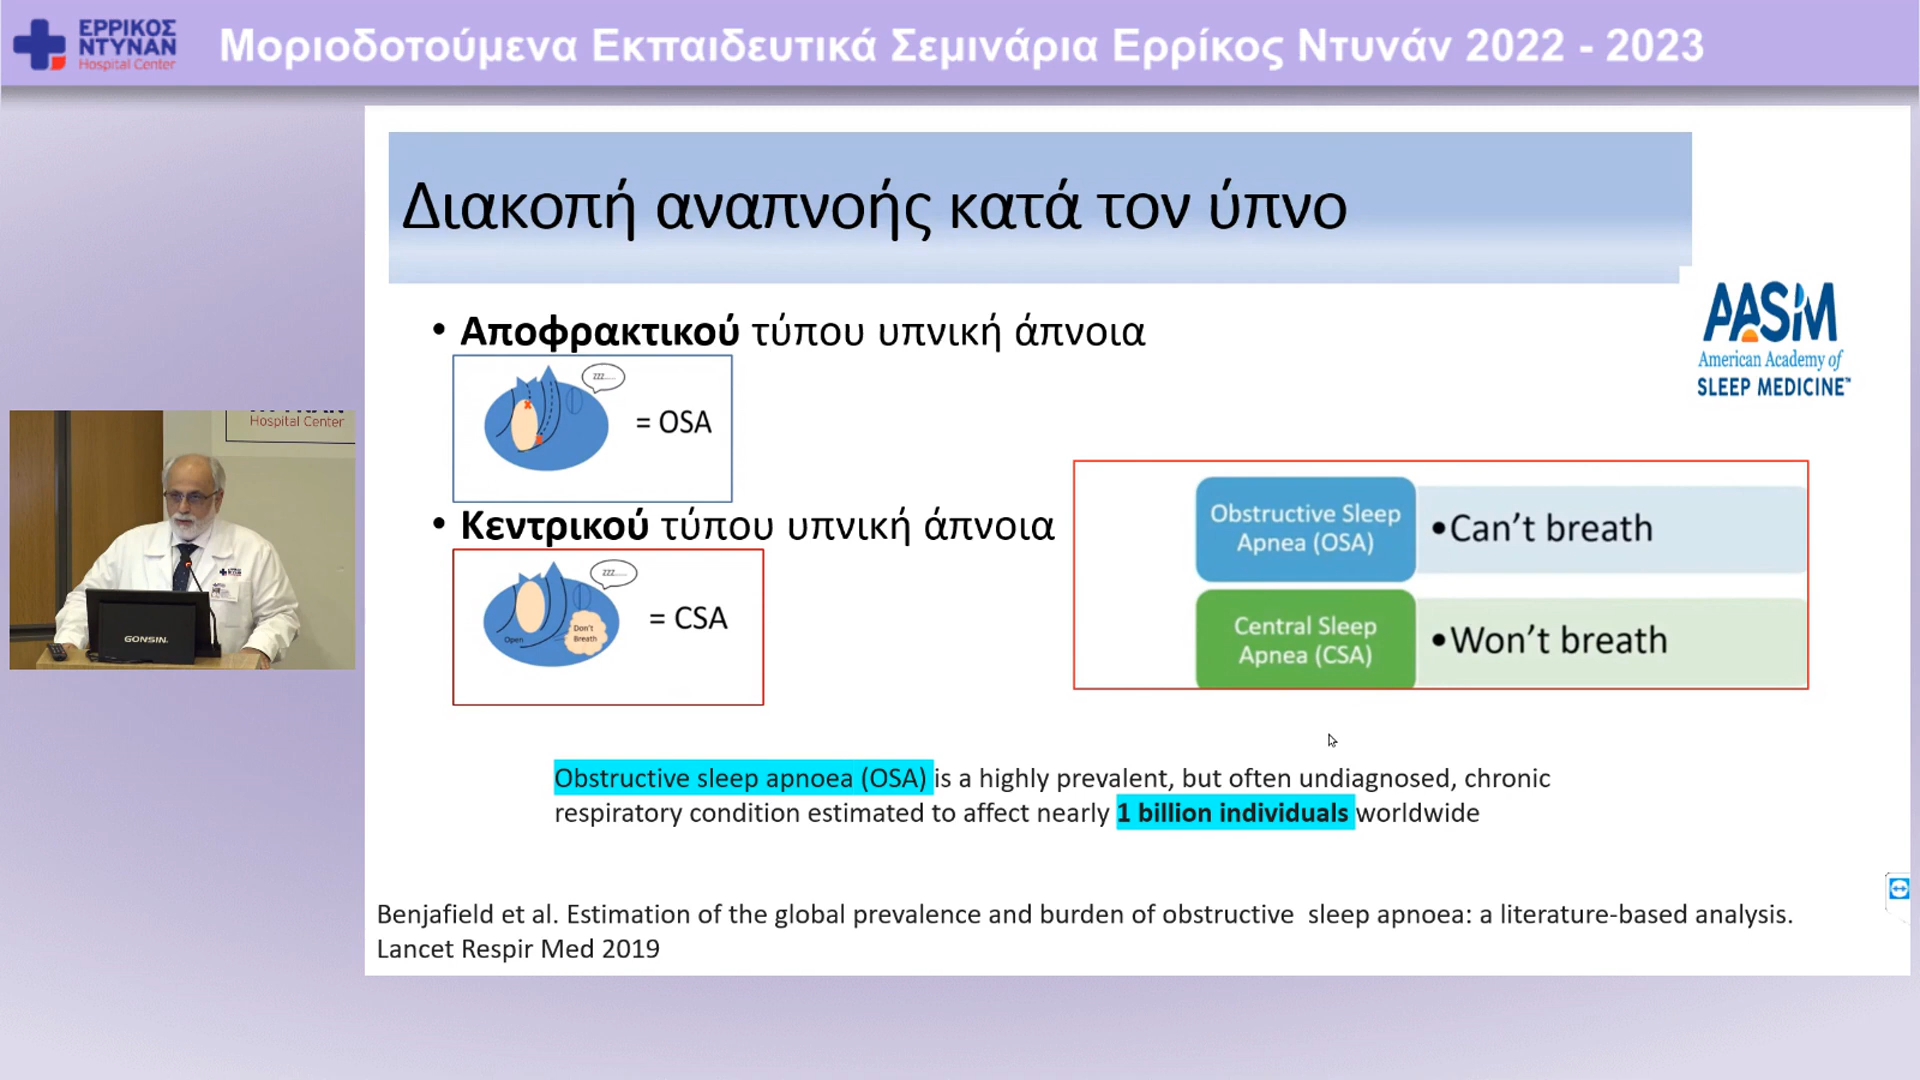 ΕΡΡΙΚΟΣ
ΝΤΥΝΑΝ
Hospital Center
Μοριοδοτούμενα Εκπαιδευτικά Σεμινάρια Ερρίκος Ντυνάν 2022 - 2023
Διακοπή αναπνοής κατά τον ύπνο
• Αποφρακτικού τύπου υπνική άπνοια
zzz......
= OSA
• Κεντρικού τύπου υπνική άπνοια
zzz......
Open
Don't
Breath
= CSA
AASM
American Academy of
SLEEP MEDICINE™
Obstructive Sleep
Apnea (OSA)
•Can't breath
Central Sleep
Apnea (CSA)
•Won't breath
Obstructive sleep apnoea (OSA) is a highly prevalent, but often undiagnosed, chronic
respiratory condition estimated to affect nearly 1 billion individuals worldwide
Benjafield et al. Estimation of the global prevalence and burden of obstructive  sleep apnoea: a literature-based analysis.
Lancet Respir Med 2019
Hospital Center
GONSIN.